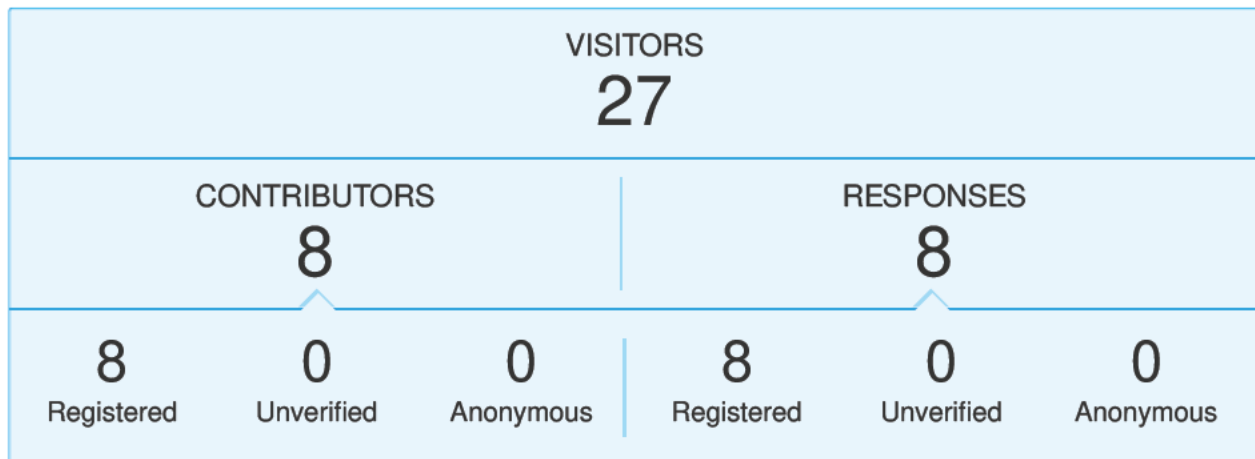 VISITORS
27
CONTRIBUTORS RESPONSES
8 8
8 0 0 8 0 0
Registered Unverified Anonymous Registered Unverified Anonymous